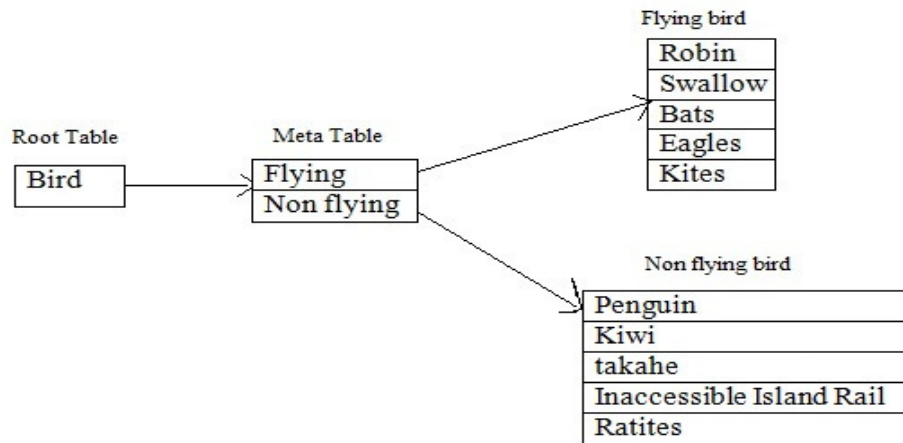 Root Table
Bird
Meta Table
Flying
Non flying
Flying bird
Robin
Swallow
Bats
Eagles
Kites
Non flying bird
Penguin
Kiwi
takahe
Inaccessible Island Rail
Ratites